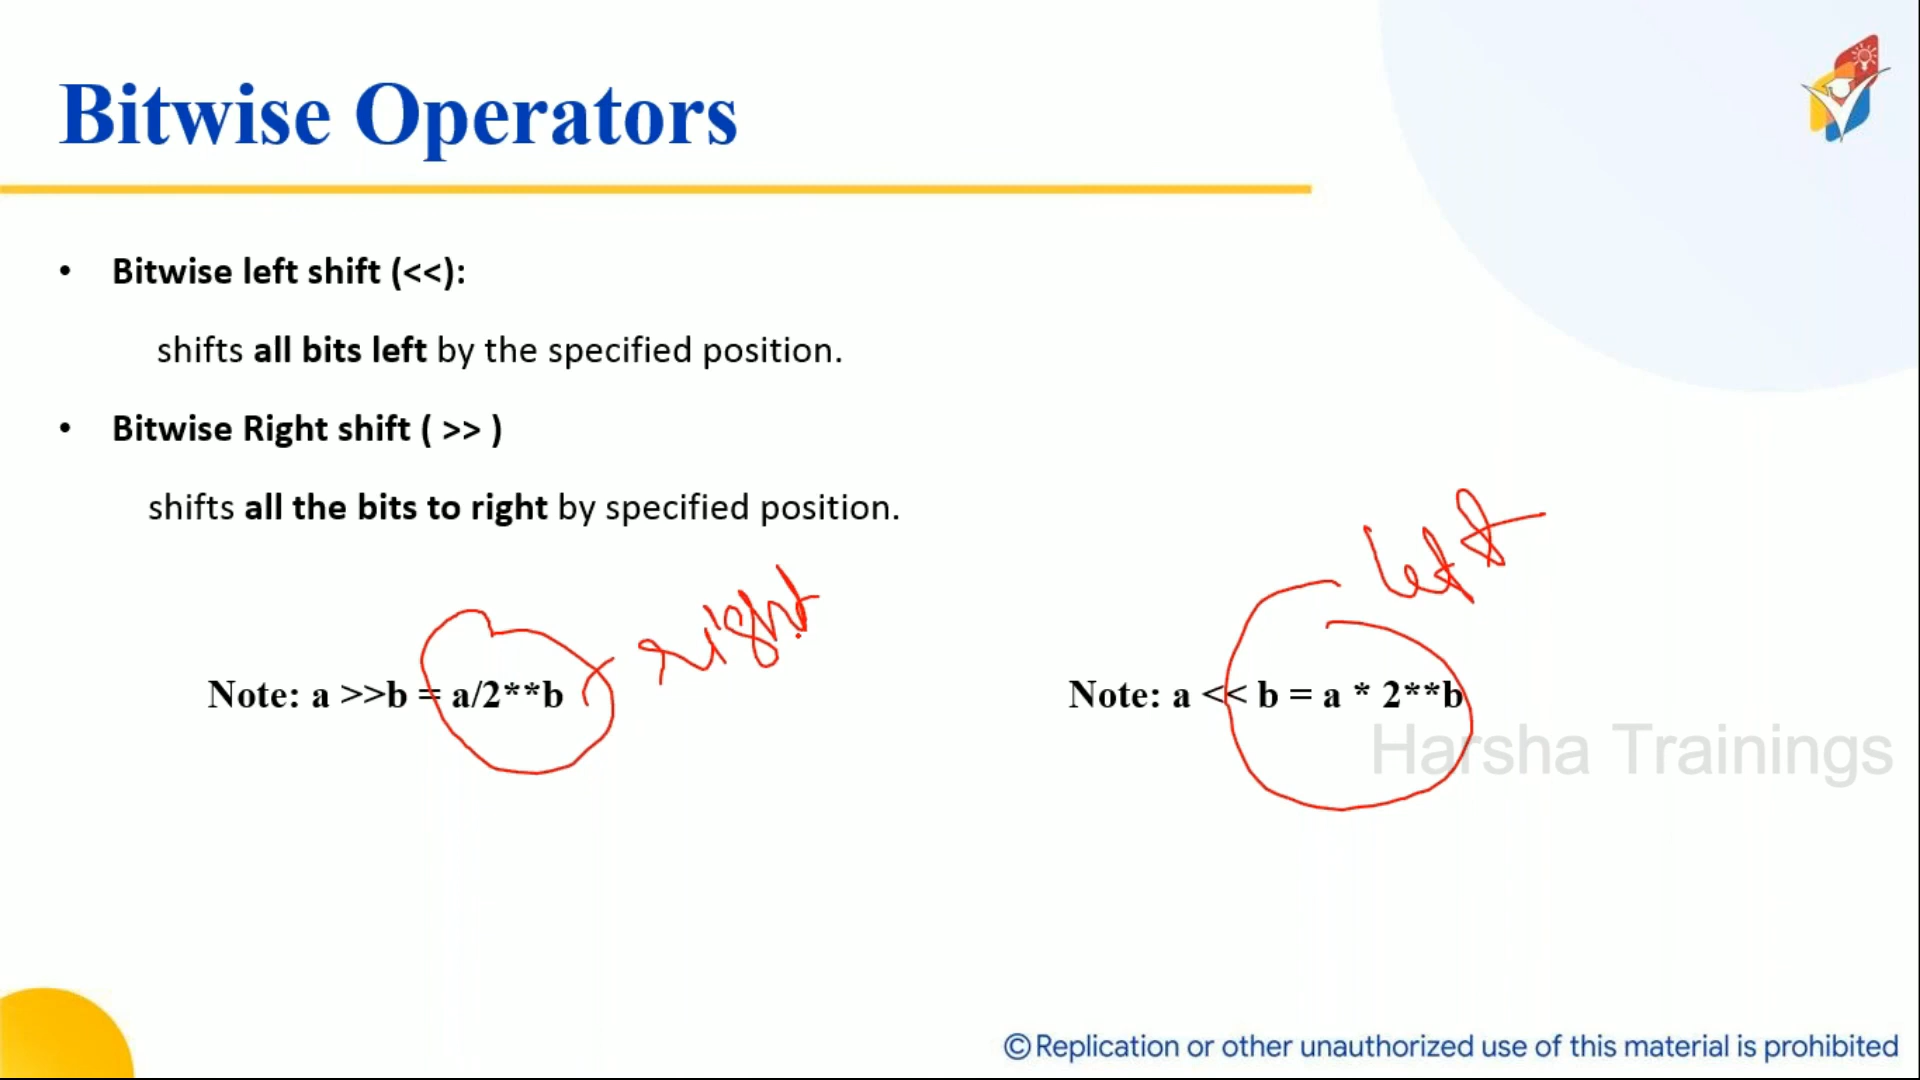 Bitwise Operators
• Bitwise left shift (<<):
shifts all bits left by the specified position.
• Bitwise Right shift ( >> )
shifts all the bits to right by specified position.
left
right
Note: a >>b = a/2**b
Note: a << b = a * 2**b
Harsha Trainings
©Replication or other unauthorized use of this material is prohibited